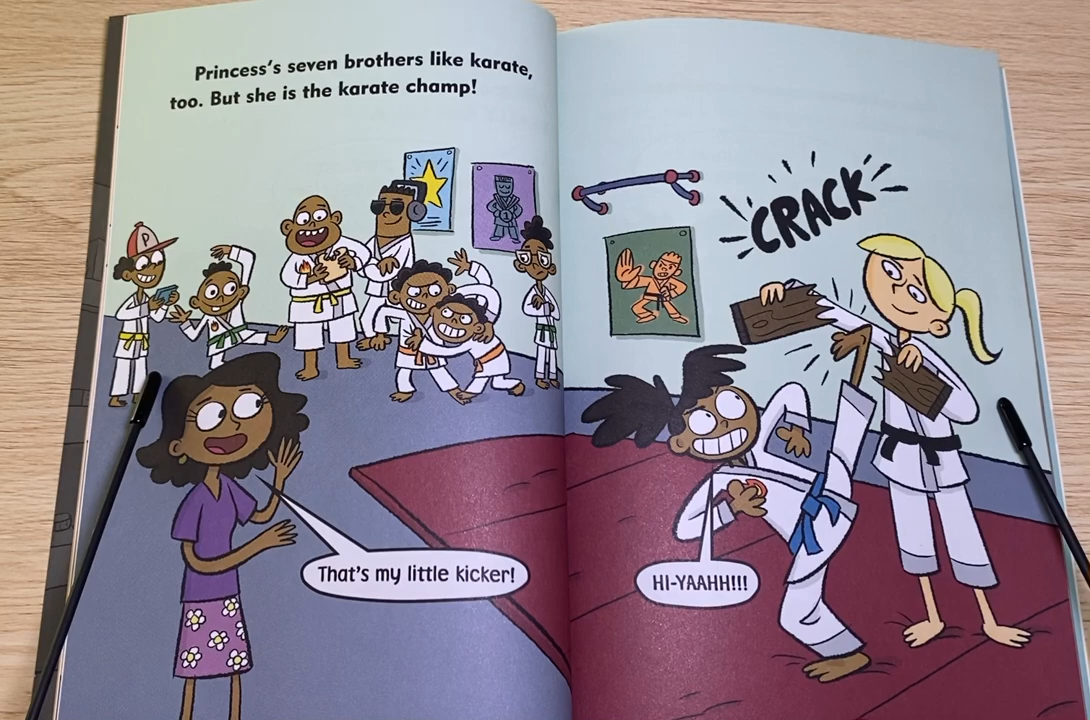 Princess's seven brothers like karate,
too. But she is the karate champ!
P
That's my little kicker!
CRACK
HI-YAAHH!!!